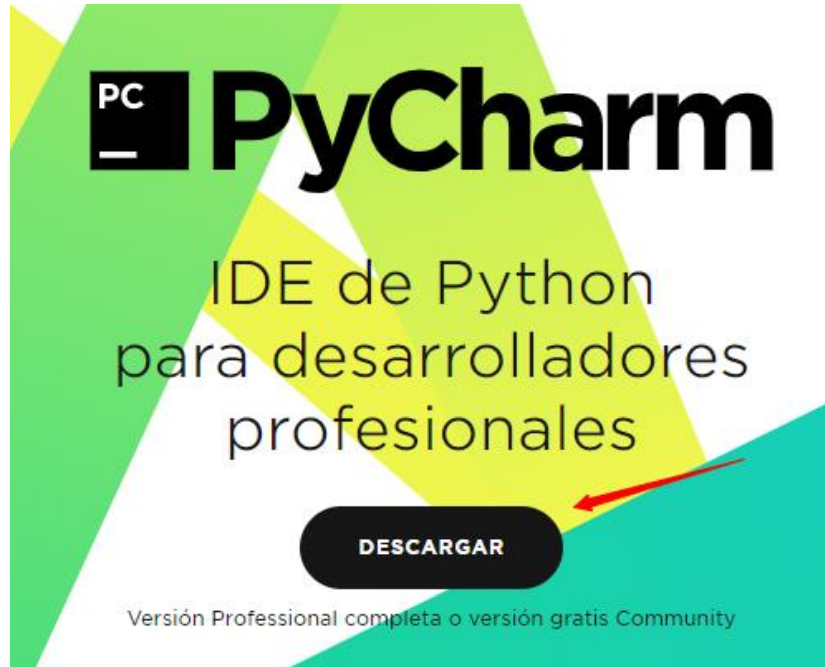 PC
PyCharm
IDE de Python
para desarrolladores
profesionales
DESCARGAR
Versión Professional completa o versión gratis Community